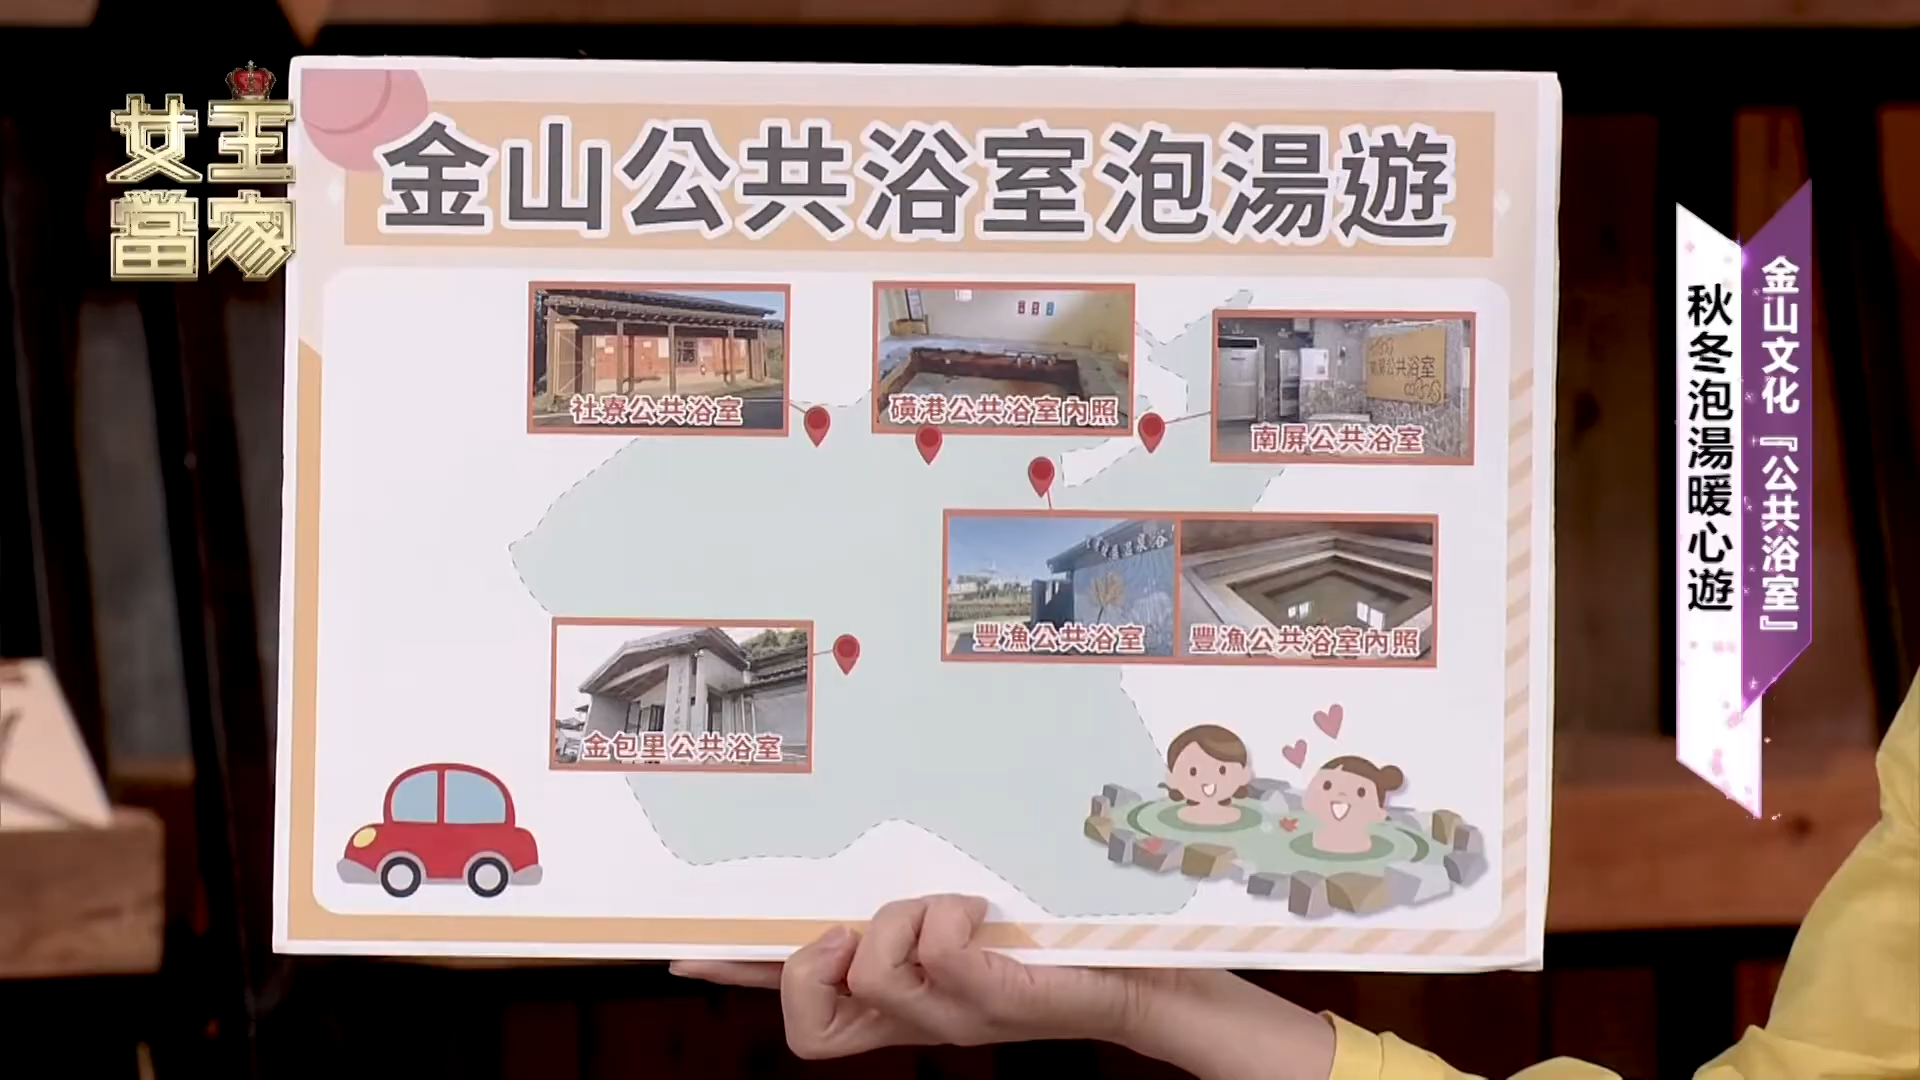 女王
當家
金山公共浴室泡湯遊
社寮公共浴室
磺港公共浴室內照
南屏公共浴室
豐漁公共浴室
豐漁公共浴室內照
金包里公共浴室
金山文化『公共浴室』
秋冬泡湯暖心遊